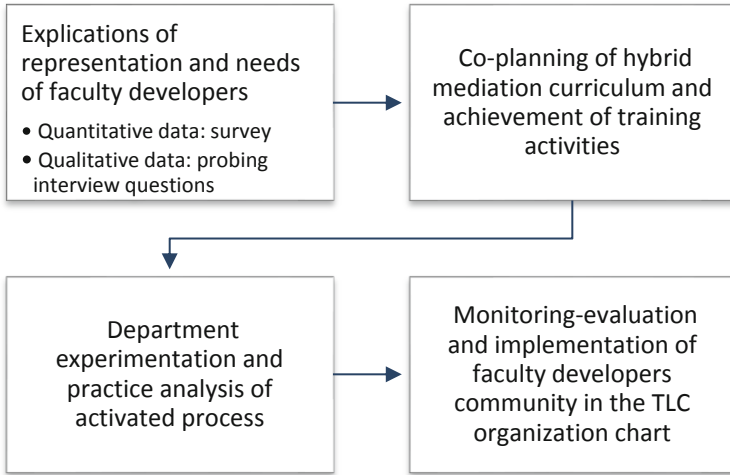 Explications of
representation and needs
of faculty developers
• Quantitative data: survey
• Qualitative data: probing
interview questions
Co-planning of hybrid
mediation curriculum and
achievement of training
activities
Department
experimentation and
practice analysis of
activated process
Monitoring-evaluation
and implementation of
faculty developers
community in the TLC
organization chart